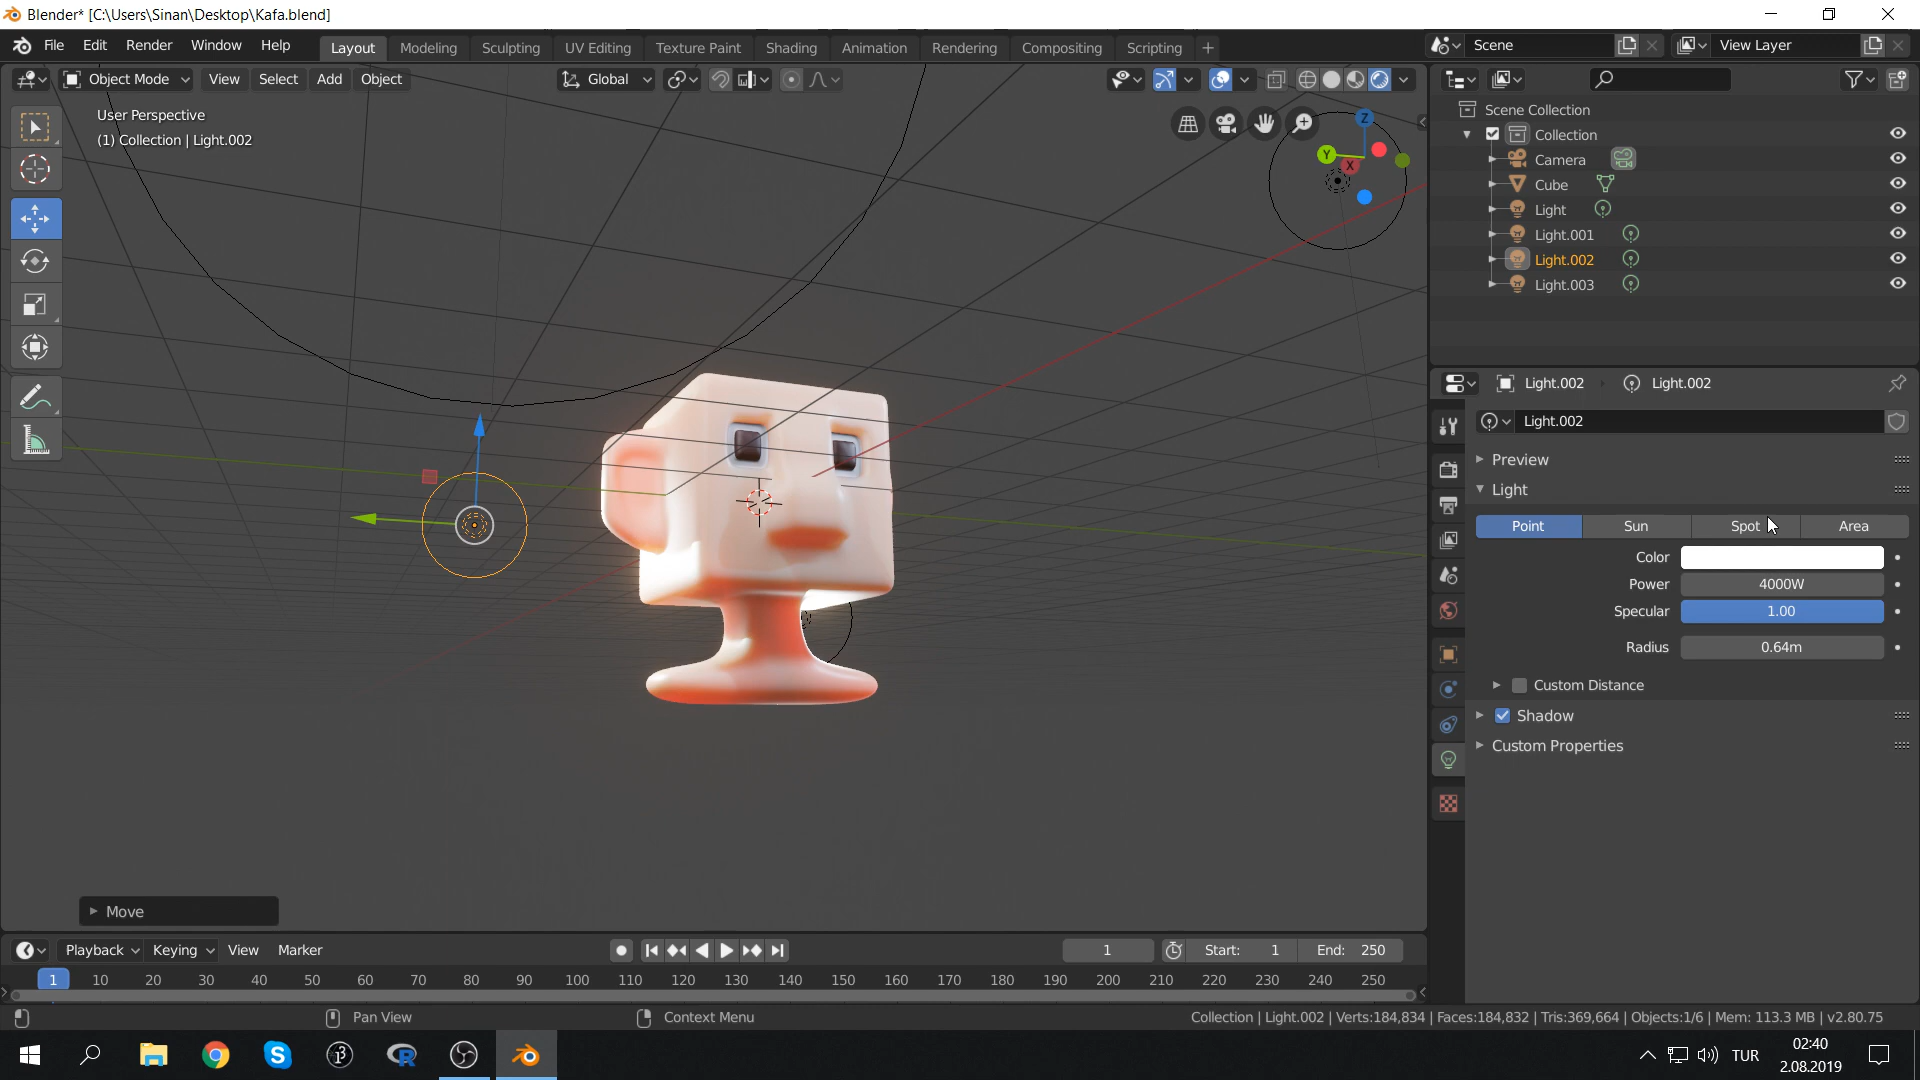 Blender* [C:\Users\Sinan\Desktop\Kafa.blend]
File Edit Render Window Help Layout Modeling Sculpting UV Editing Texture Paint Shading Animation Rendering Compositing Scripting + Scene View Layer
Object Mode View Select Add Object Global
User Perspective
(1) Collection | Light.002
Z
Y
X
Scene Collection
Collection
Camera
Cube
Light
Light.001
Light.002
Light.003
Light.002 Light.002
Light.002
Preview
Light
Point Sun Spot Area
Color
Power 4000W
Specular 1.00
Radius 0.64m
Custom Distance
Shadow
Custom Properties
Move
Playback Keying View Marker 1 Start: 1 End: 250
1 10 20 30 40 50 60 70 80 90 100 110 120 130 140 150 160 170 180 190 200 210 220 230 240 250
Pan View Context Menu Collection | Light.002 | Verts:184,834 | Faces:184,832 | Tris:369,664 | Objects:1/6 | Mem: 113.3 MB | v2.80.75
TUR 02:40
2.08.2019